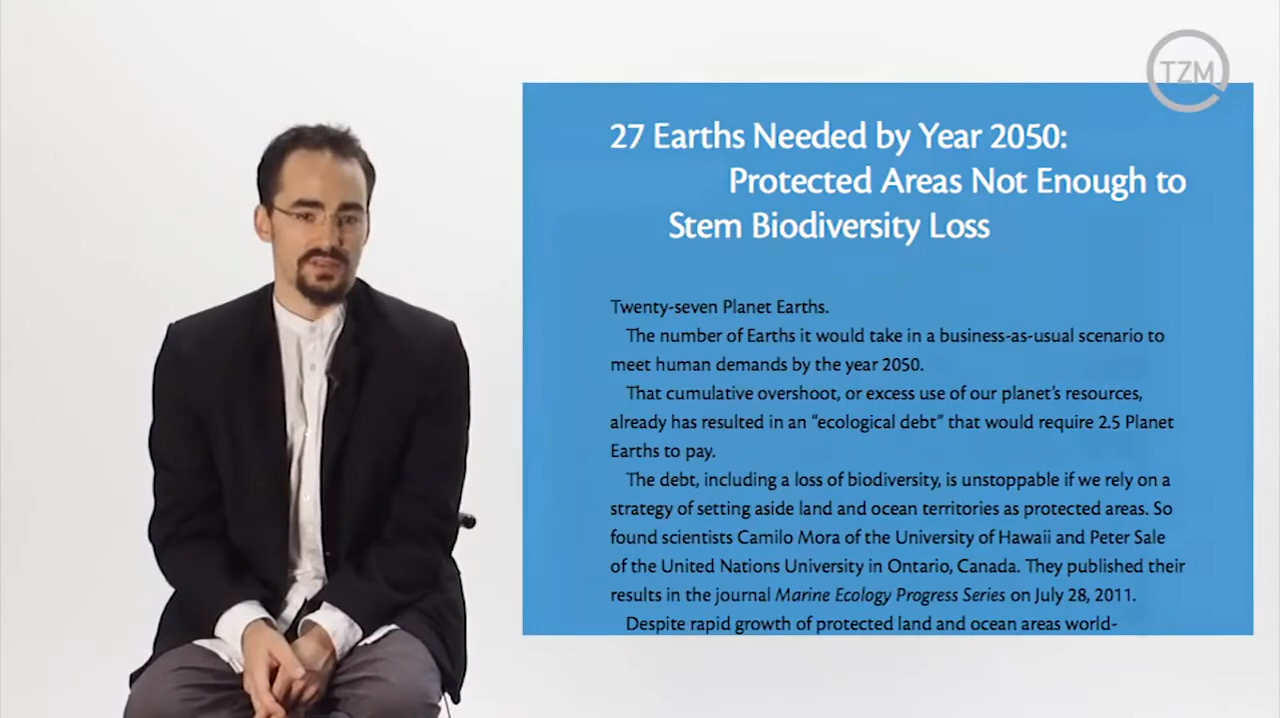 TZM
27 Earths Needed by Year 2050:
Protected Areas Not Enough to
Stem Biodiversity Loss
Twenty-seven Planet Earths.
The number of Earths it would take in a business-as-usual scenario to
meet human demands by the year 2050.
That cumulative overshoot, or excess use of our planet's resources,
already has resulted in an “ecological debt” that would require 2.5 Planet
Earths to pay.
The debt, including a loss of biodiversity, is unstoppable if we rely on a
strategy of setting aside land and ocean territories as protected areas. So
found scientists Camilo Mora of the University of Hawaii and Peter Sale
of the United Nations University in Ontario, Canada. They published their
results in the journal Marine Ecology Progress Series on July 28, 2011.
Despite rapid growth of protected land and ocean areas world-